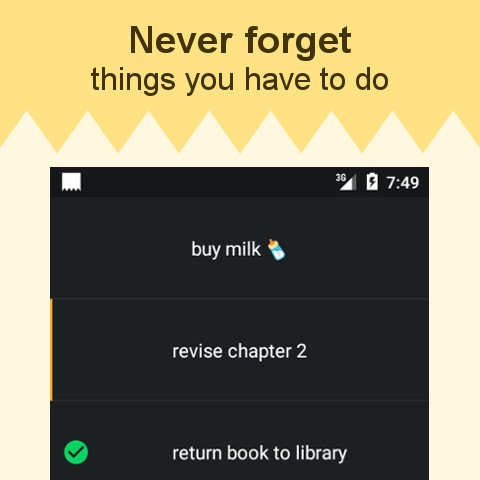 Never forget
things you have to do
3G 7:49
buy milk 🍼
revise chapter 2
return book to library